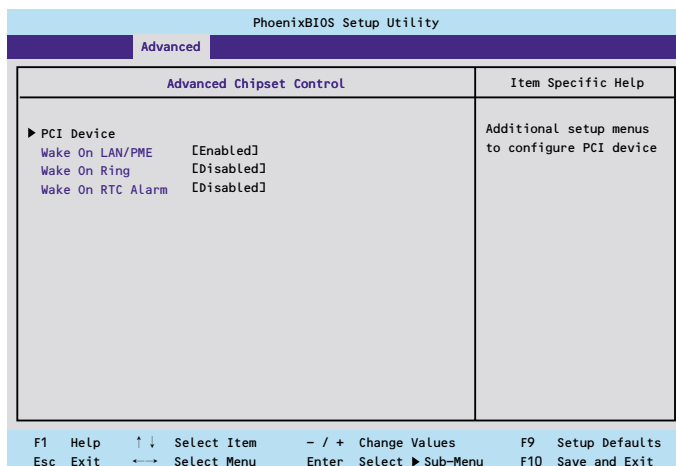 PhoenixBIOS Setup Utility
Advanced
Advanced Chipset Control
Item Specific Help
▶ PCI Device
Wake On LAN/PME [Enabled]
Wake On Ring [Disabled]
Wake On RTC Alarm [Disabled]
Additional setup menus
to configure PCI device
F1 Help ↑↓ Select Item - / + Change Values F9 Setup Defaults
Esc Exit ←→ Select Menu Enter Select ▶ Sub-Menu F10 Save and Exit